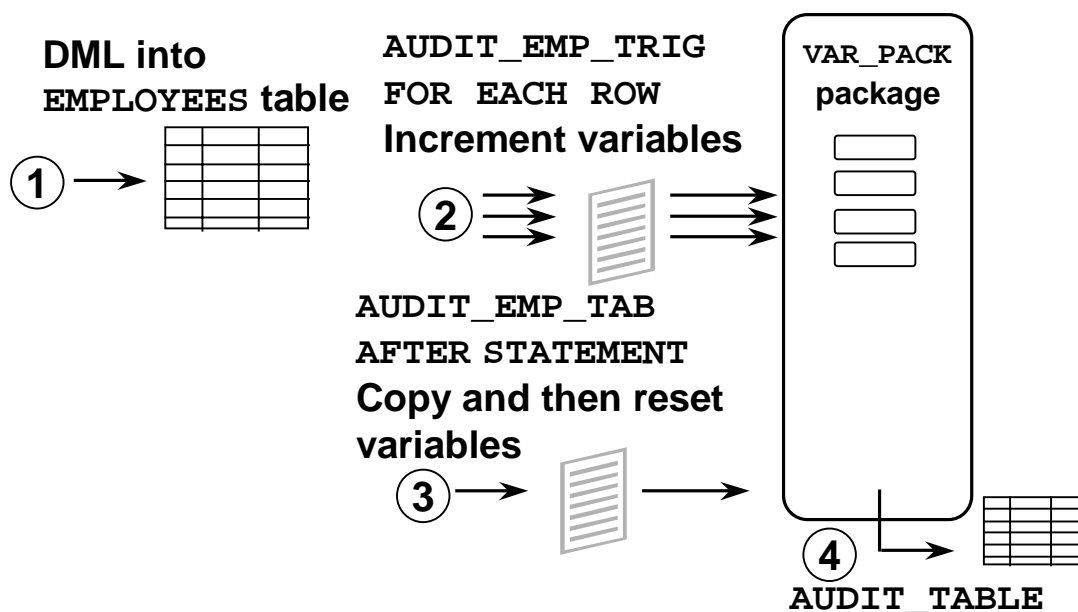 DML into
EMPLOYEES table
1
AUDIT_EMP_TRIG
FOR EACH ROW
Increment variables
2
VAR_PACK
package
AUDIT_EMP_TAB
AFTER STATEMENT
Copy and then reset
variables
3
4
AUDIT_TABLE